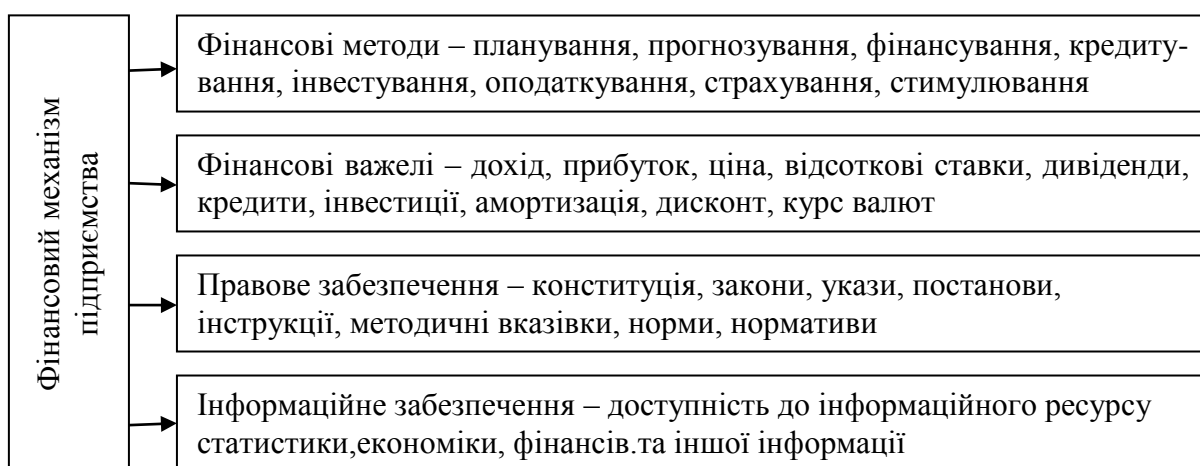 Фінансовий механізм
підприємства
Фінансові методи – планування, прогнозування, фінансування, кредиту-
вання, інвестування, оподаткування, страхування, стимулювання
Фінансові важелі – дохід, прибуток, ціна, відсоткові ставки, дивіденди,
кредити, інвестиції, амортизація, дисконт, курс валют
Правове забезпечення – конституція, закони, укази, постанови,
інструкції, методичні вказівки, норми, нормативи
Інформаційне забезпечення – доступність до інформаційного ресурсу
статистики,економіки, фінансів.та іншої інформації